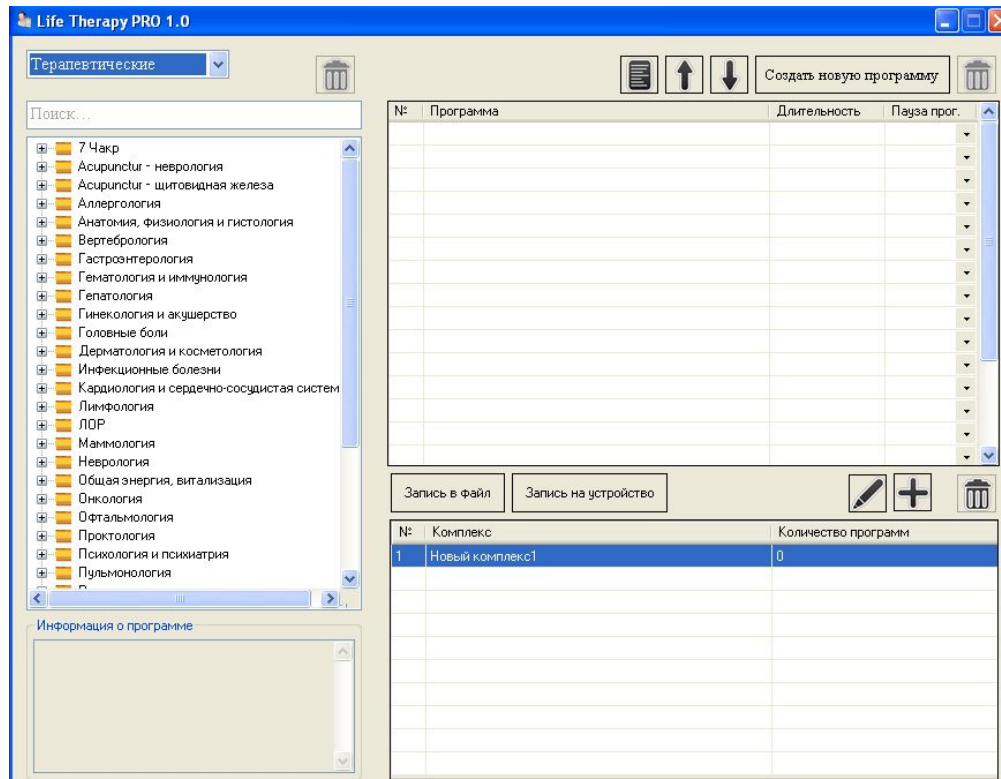 Life Therapy PRO 1.0
Терапевтические
Создать новую программу
Поиск...
№ Программа Длительность Пауза прог.
7 Чакр
Acupunctur - неврология
Acupunctur - щитовидная железа
Аллергология
Анатомия, физиология и гистология
Вертебрология
Гастроэнтерология
Гематология и иммунология
Гепатология
Гинекология и акушерство
Головные боли
Дерматология и косметология
Инфекционные болезни
Кардиология и сердечно-сосудистая систем
Лимфология
ЛОР
Маммология
Неврология
Общая энергия, витализация
Онкология
Офтальмология
Проктология
Психология и психиатрия
Пульмонология
Запись в файл
Запись на устройство
№ Комплекс Количество программ
1 Новый комплекс1 0
Информация о программе